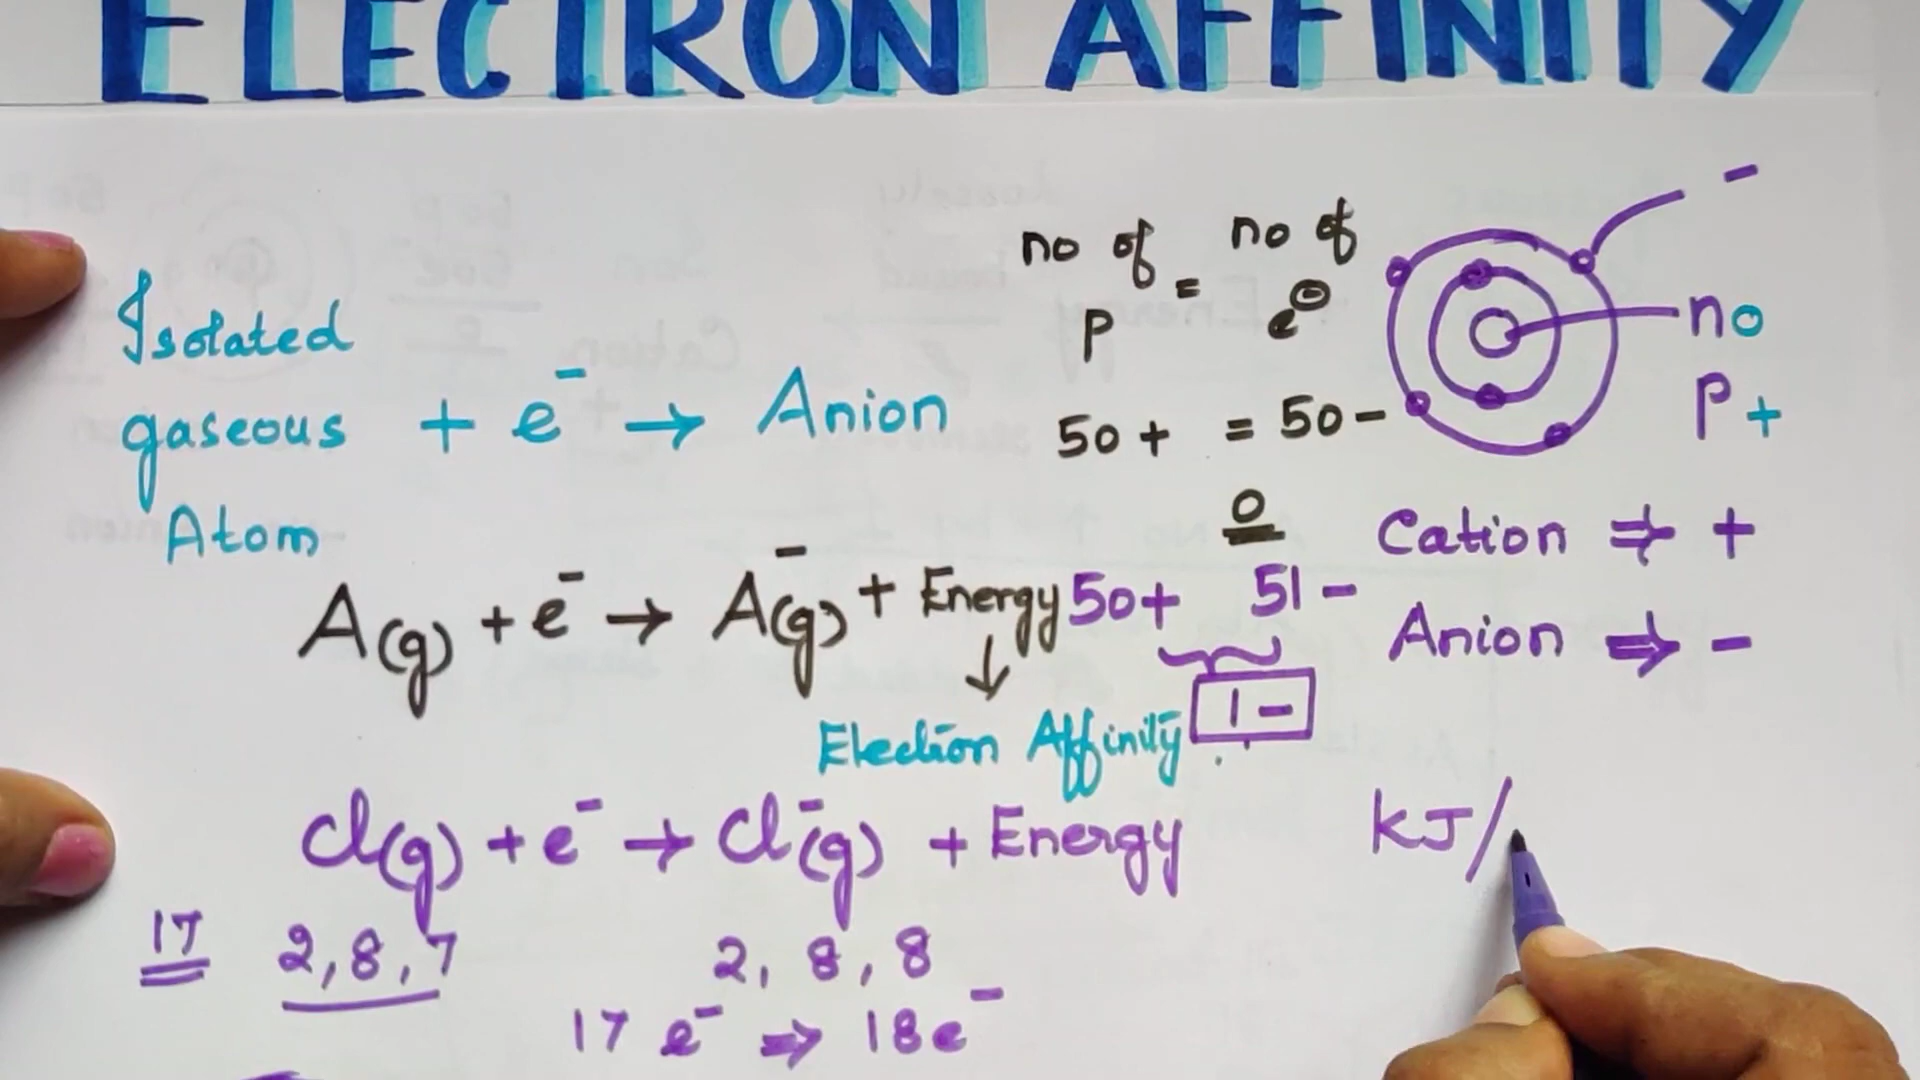 ELECTRON AFFINITY
Isolated
gaseous + e⁻ → Anion
Atom
no of = no of
P e⊖
50 + = 50 -
0
50+ 51 -
1 -
-
no
P +
Cation ⇒ +
Anion ⇒ -
A(g) + e⁻ → A⁻(g) + Energy
↓
Electron Affinity
Cl(g) + e⁻ → Cl⁻(g) + Energy
KJ/
17 2,8,7 2, 8, 8
17 e⁻ ⇒ 18e⁻